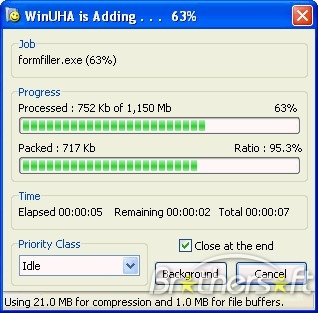 WinUHA is Adding . . . 63%
Job
formfiller.exe (63%)
Progress
Processed : 752 Kb of 1,150 Mb 63%
Packed : 717 Kb Ratio : 95.3%
Time
Elapsed 00:00:05 Remaining 00:00:02 Total 00:00:07
Priority Class
Close at the end
Idle
Background Cancel
Brothersoft
Using 21.0 MB for compression and 1.0 MB for file buffers.